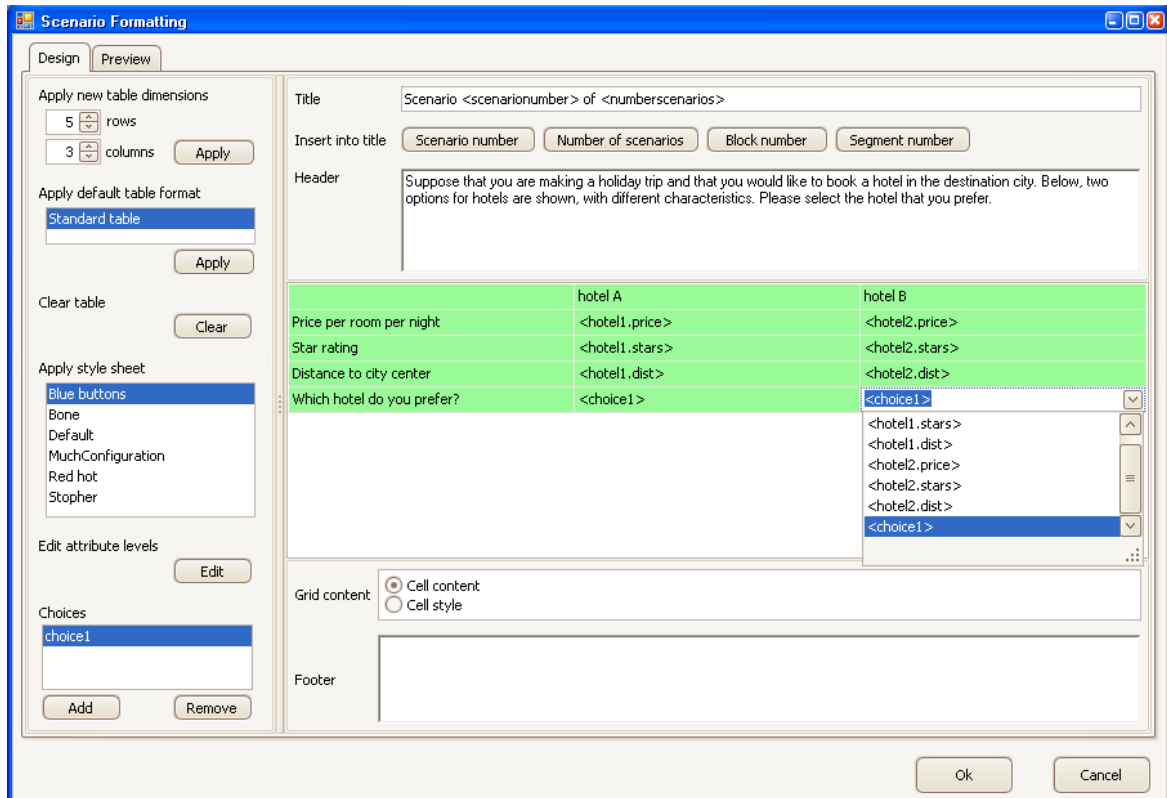 Scenario Formatting
Design
Preview
Apply new table dimensions
5 rows
3 columns
Apply
Apply default table format
Standard table
Apply
Clear table
Clear
Apply style sheet
Blue buttons
Bone
Default
MuchConfiguration
Red hot
Stopher
Edit attribute levels
Edit
Choices
choice1
Add
Remove
Title
Scenario <scenarionumber> of <numberscenarios>
Insert into title
Scenario number
Number of scenarios
Block number
Segment number
Header
Suppose that you are making a holiday trip and that you would like to book a hotel in the destination city. Below, two
options for hotels are shown, with different characteristics. Please select the hotel that you prefer.
hotel A
hotel B
Price per room per night
<hotel1.price>
<hotel2.price>
Star rating
<hotel1.stars>
<hotel2.stars>
Distance to city center
<hotel1.dist>
<hotel2.dist>
Which hotel do you prefer?
<choice1>
<choice1>
<hotel1.stars>
<hotel1.dist>
<hotel2.price>
<hotel2.stars>
<hotel2.dist>
<choice1>
Grid content
Cell content
Cell style
Footer
Ok
Cancel